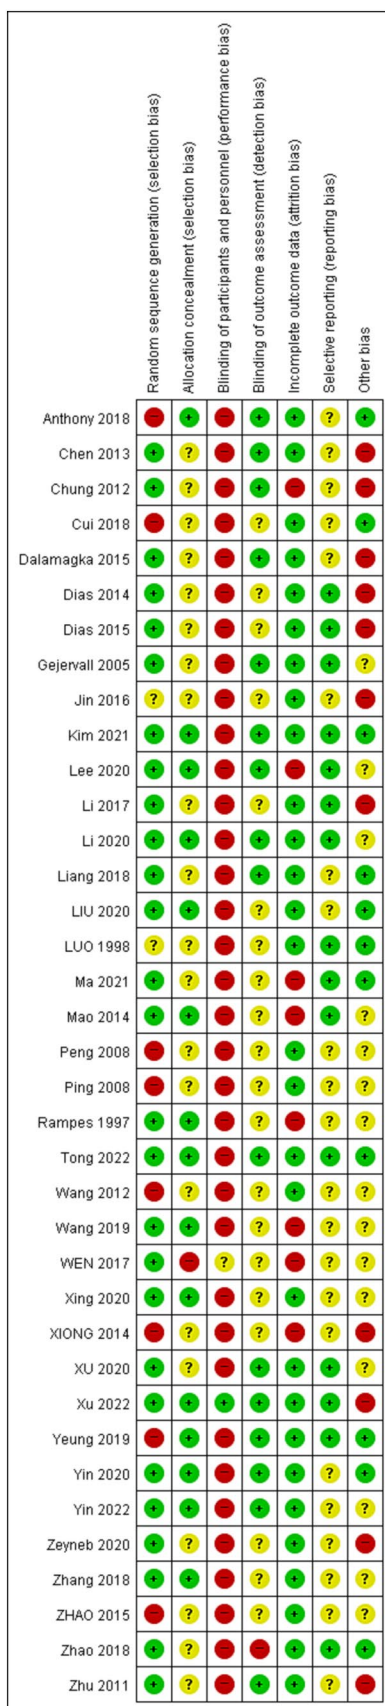 Random sequence generation (selection bias)
Allocation concealment (selection bias)
Blinding of participants and personnel (performance bias)
Blinding of outcome assessment (detection bias)
Incomplete outcome data (attrition bias)
Selective reporting (reporting bias)
Other bias
Anthony 2018 - + - + + ? +
Chen 2013 + ? - + + ? -
Chung 2012 + ? - + - ? -
Cui 2018 - ? - ? + ? +
Dalamagka 2015 + ? - + + ? -
Dias 2014 + ? - ? + + -
Dias 2015 + ? - ? + + -
Gejervall 2005 + ? - + + + ?
Jin 2016 ? ? - ? + ? -
Kim 2021 + + - + + + +
Lee 2020 + + - + - + ?
Li 2017 + ? - ? + + -
Li 2020 + + - + + + ?
Liang 2018 + ? - + + ? +
LIU 2020 + + - ? + ? +
LUO 1998 ? ? - ? + + +
Ma 2021 + ? - ? - + +
Mao 2014 + + - ? - + ?
Peng 2008 - ? - ? + ? ?
Ping 2008 - ? - ? + ? ?
Rampes 1997 + + - ? - ? ?
Tong 2022 + + - + + + +
Wang 2012 - ? - ? + ? ?
Wang 2019 + + - ? - ? ?
WEN 2017 + - ? ? - ? ?
Xing 2020 + + - ? + ? ?
XIONG 2014 - ? - ? - ? -
XU 2020 + ? - + + + ?
Xu 2022 + + + + + + -
Yeung 2019 - + - + + + +
Yin 2020 + + - + + ? +
Yin 2022 + + - + + ? ?
Zeyneb 2020 + ? - ? + ? -
Zhang 2018 + + - ? + ? ?
ZHAO 2015 - ? - ? + ? ?
Zhao 2018 + ? - - + + +
Zhu 2011 + ? - + + ? -